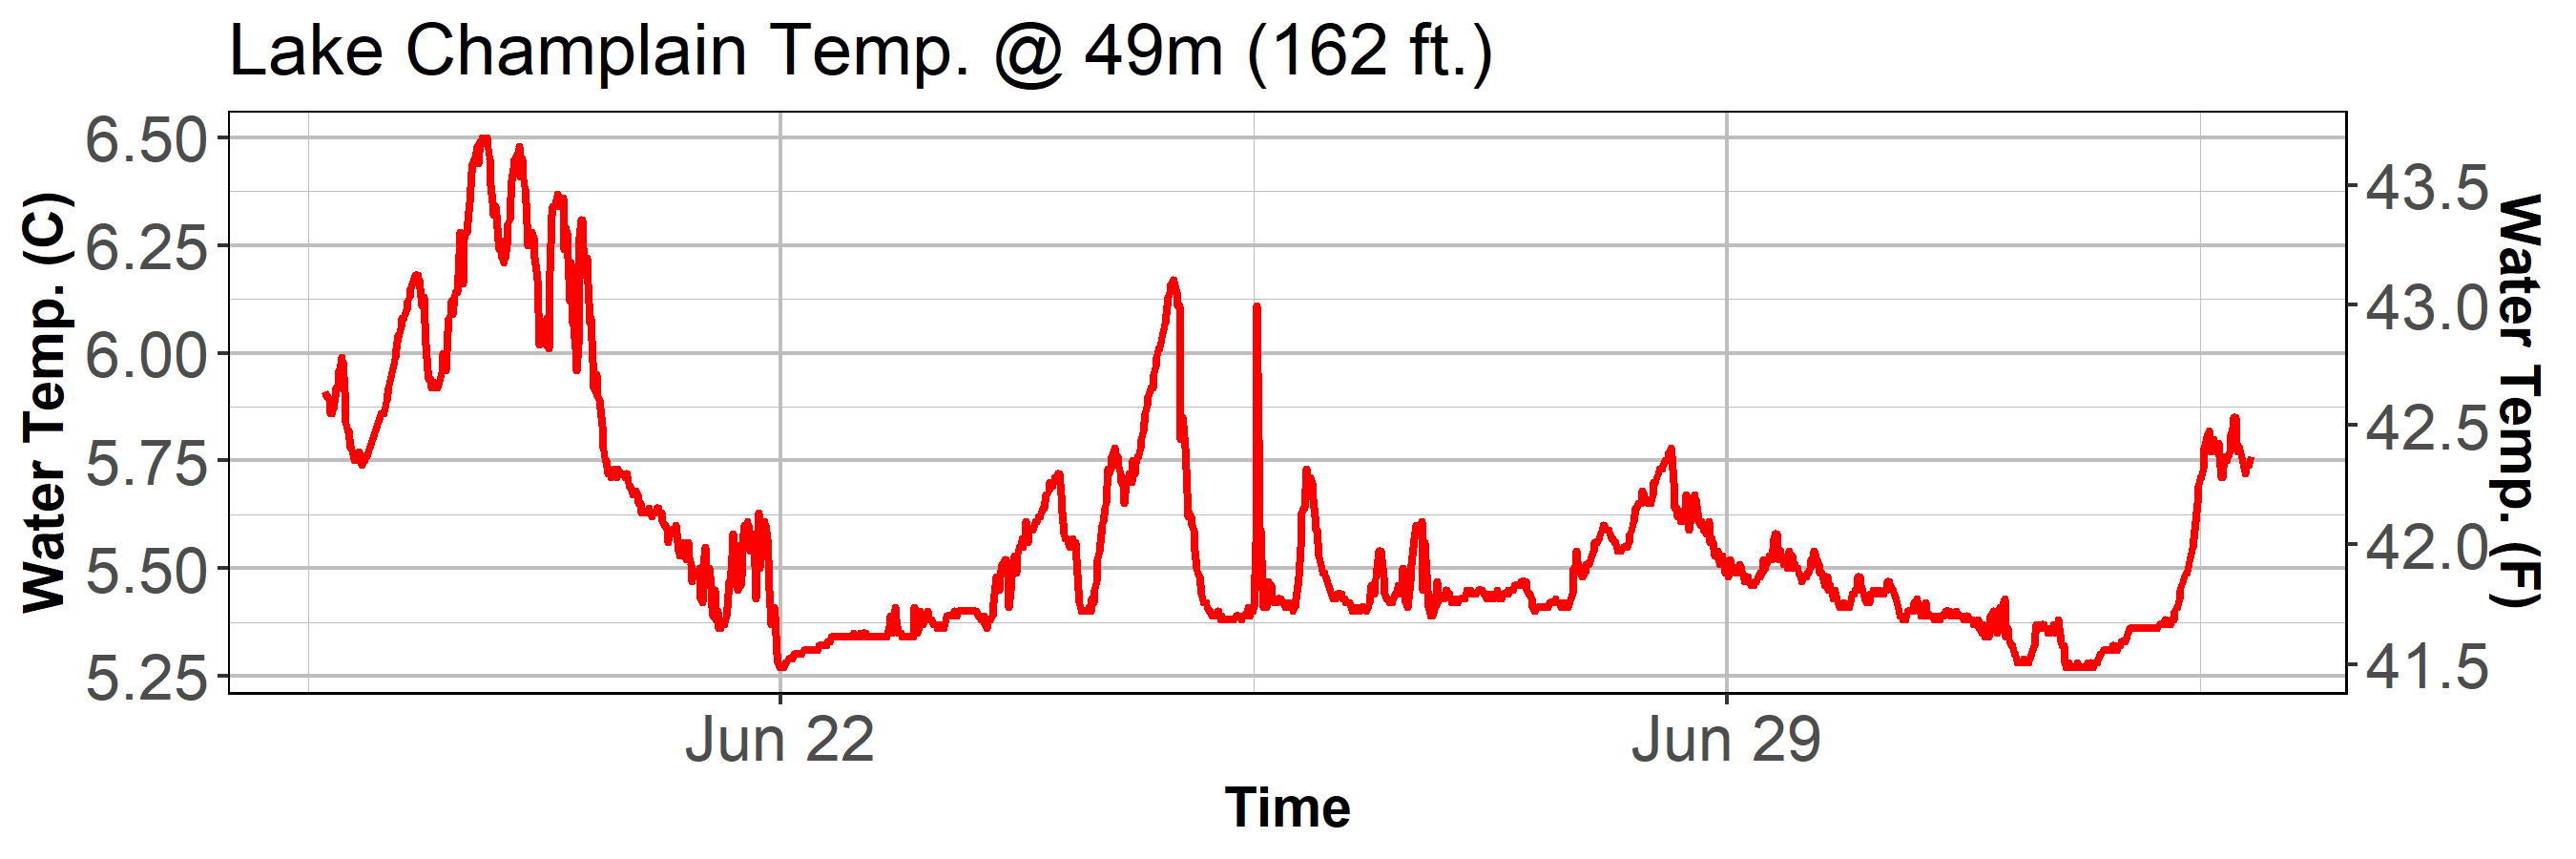 Lake Champlain Temp. @ 49m (162 ft.)
Water Temp. (C)
6.50
6.25
6.00
5.75
5.50
5.25
43.5
43.0
42.5
42.0
41.5
Water Temp. (F)
Jun 22
Jun 29
Time